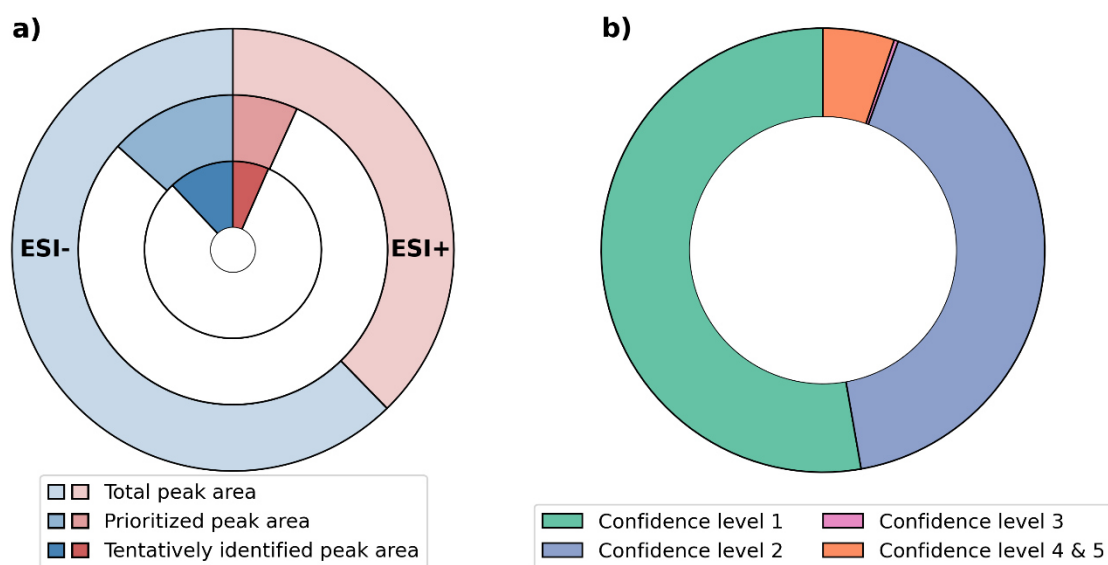 a)
ESI-
ESI+
Total peak area
Prioritized peak area
Tentatively identified peak area
b)
Confidence level 1
Confidence level 2
Confidence level 3
Confidence level 4 & 5